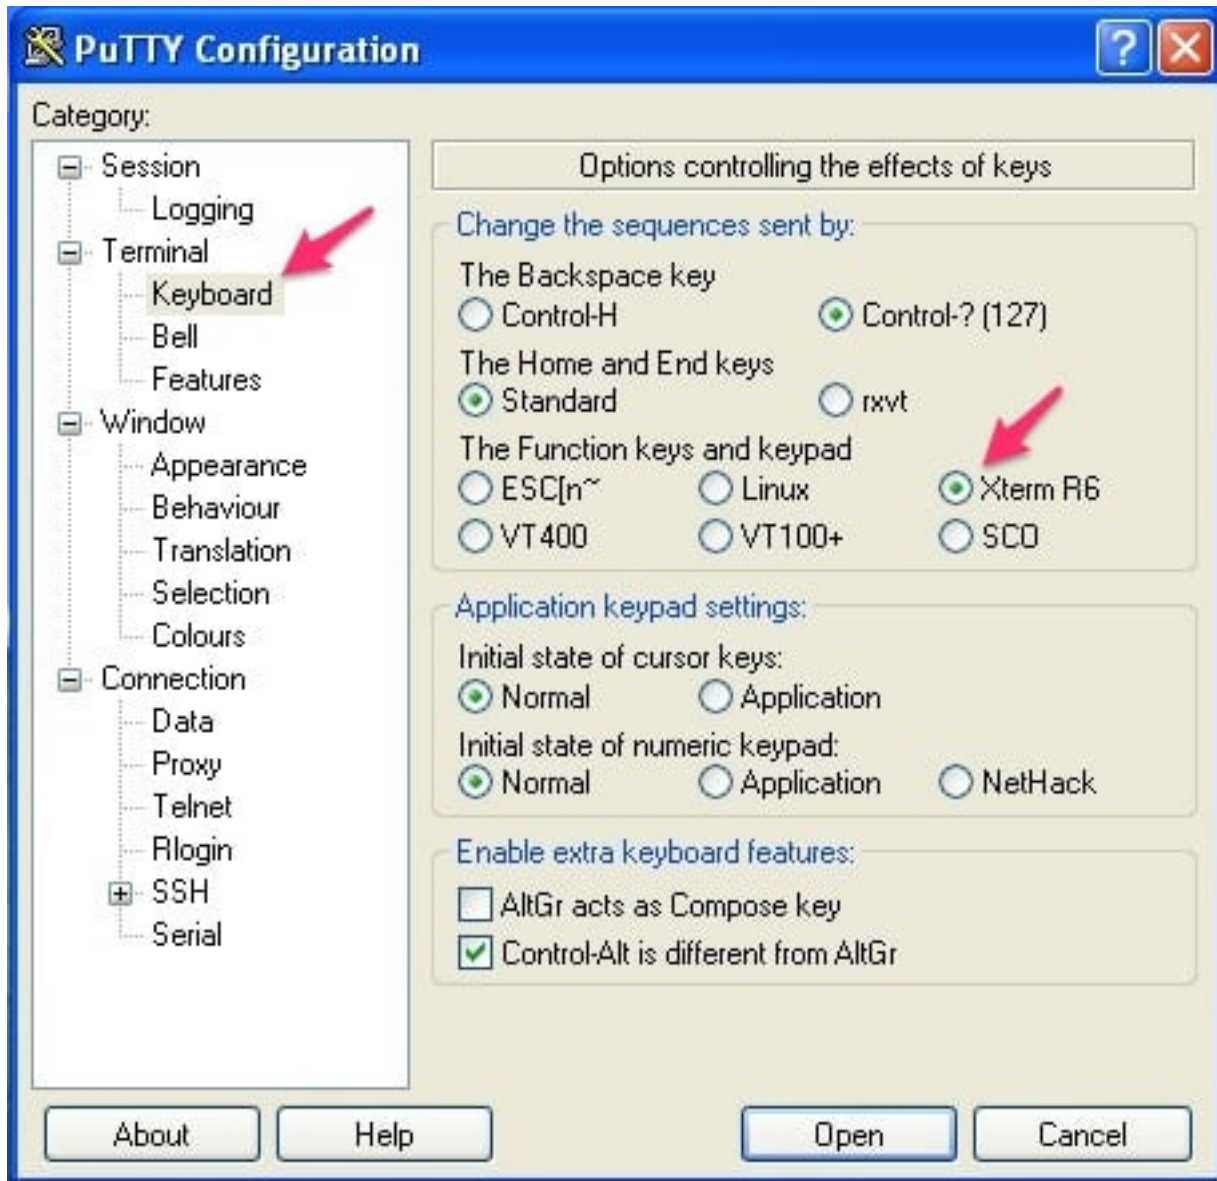 PuTTY Configuration
Category:
Session
Logging
Terminal
Keyboard
Bell
Features
Window
Appearance
Behaviour
Translation
Selection
Colours
Connection
Data
Proxy
Telnet
Rlogin
SSH
Serial
Options controlling the effects of keys
Change the sequences sent by:
The Backspace key
Control-H Control-? (127)
The Home and End keys
Standard rxvt
The Function keys and keypad
ESC[n~ Linux Xterm R6
VT400 VT100+ SCO
Application keypad settings:
Initial state of cursor keys:
Normal Application
Initial state of numeric keypad:
Normal Application NetHack
Enable extra keyboard features:
AltGr acts as Compose key
Control-Alt is different from AltGr
About Help Open Cancel